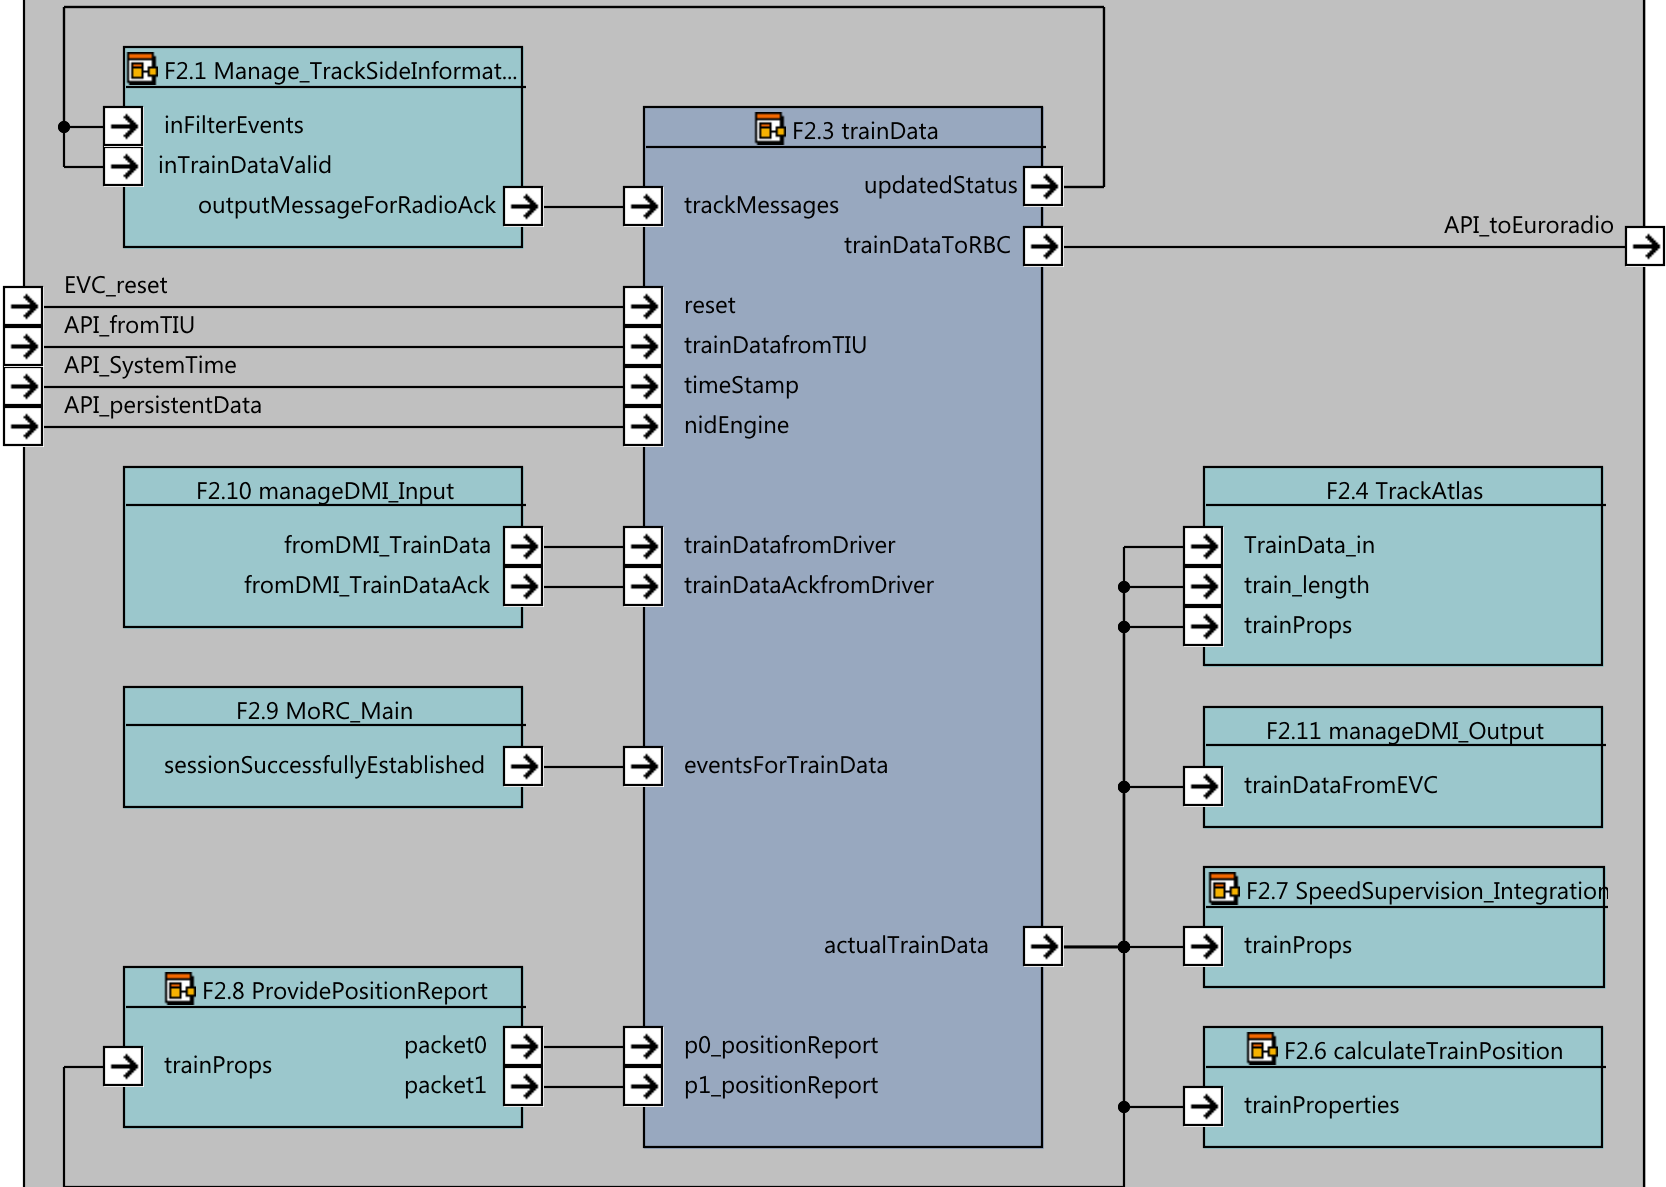 F2.1 Manage_TrackSideInformat...
inFilterEvents
inTrainDataValid
outputMessageForRadioAck
F2.3 trainData
updatedStatus
trackMessages
trainDataToRBC
API_toEuroradio
EVC_reset
reset
API_fromTIU
trainDatafromTIU
API_SystemTime
timeStamp
API_persistentData
nidEngine
F2.10 manageDMI_Input
fromDMI_TrainData
fromDMI_TrainDataAck
trainDatafromDriver
trainDataAckfromDriver
F2.4 TrackAtlas
TrainData_in
train_length
trainProps
F2.9 MoRC_Main
sessionSuccessfullyEstablished
eventsForTrainData
F2.11 manageDMI_Output
trainDataFromEVC
F2.7 SpeedSupervision_Integration
actualTrainData
trainProps
F2.8 ProvidePositionReport
packet0
trainProps
packet1
p0_positionReport
p1_positionReport
F2.6 calculateTrainPosition
trainProperties